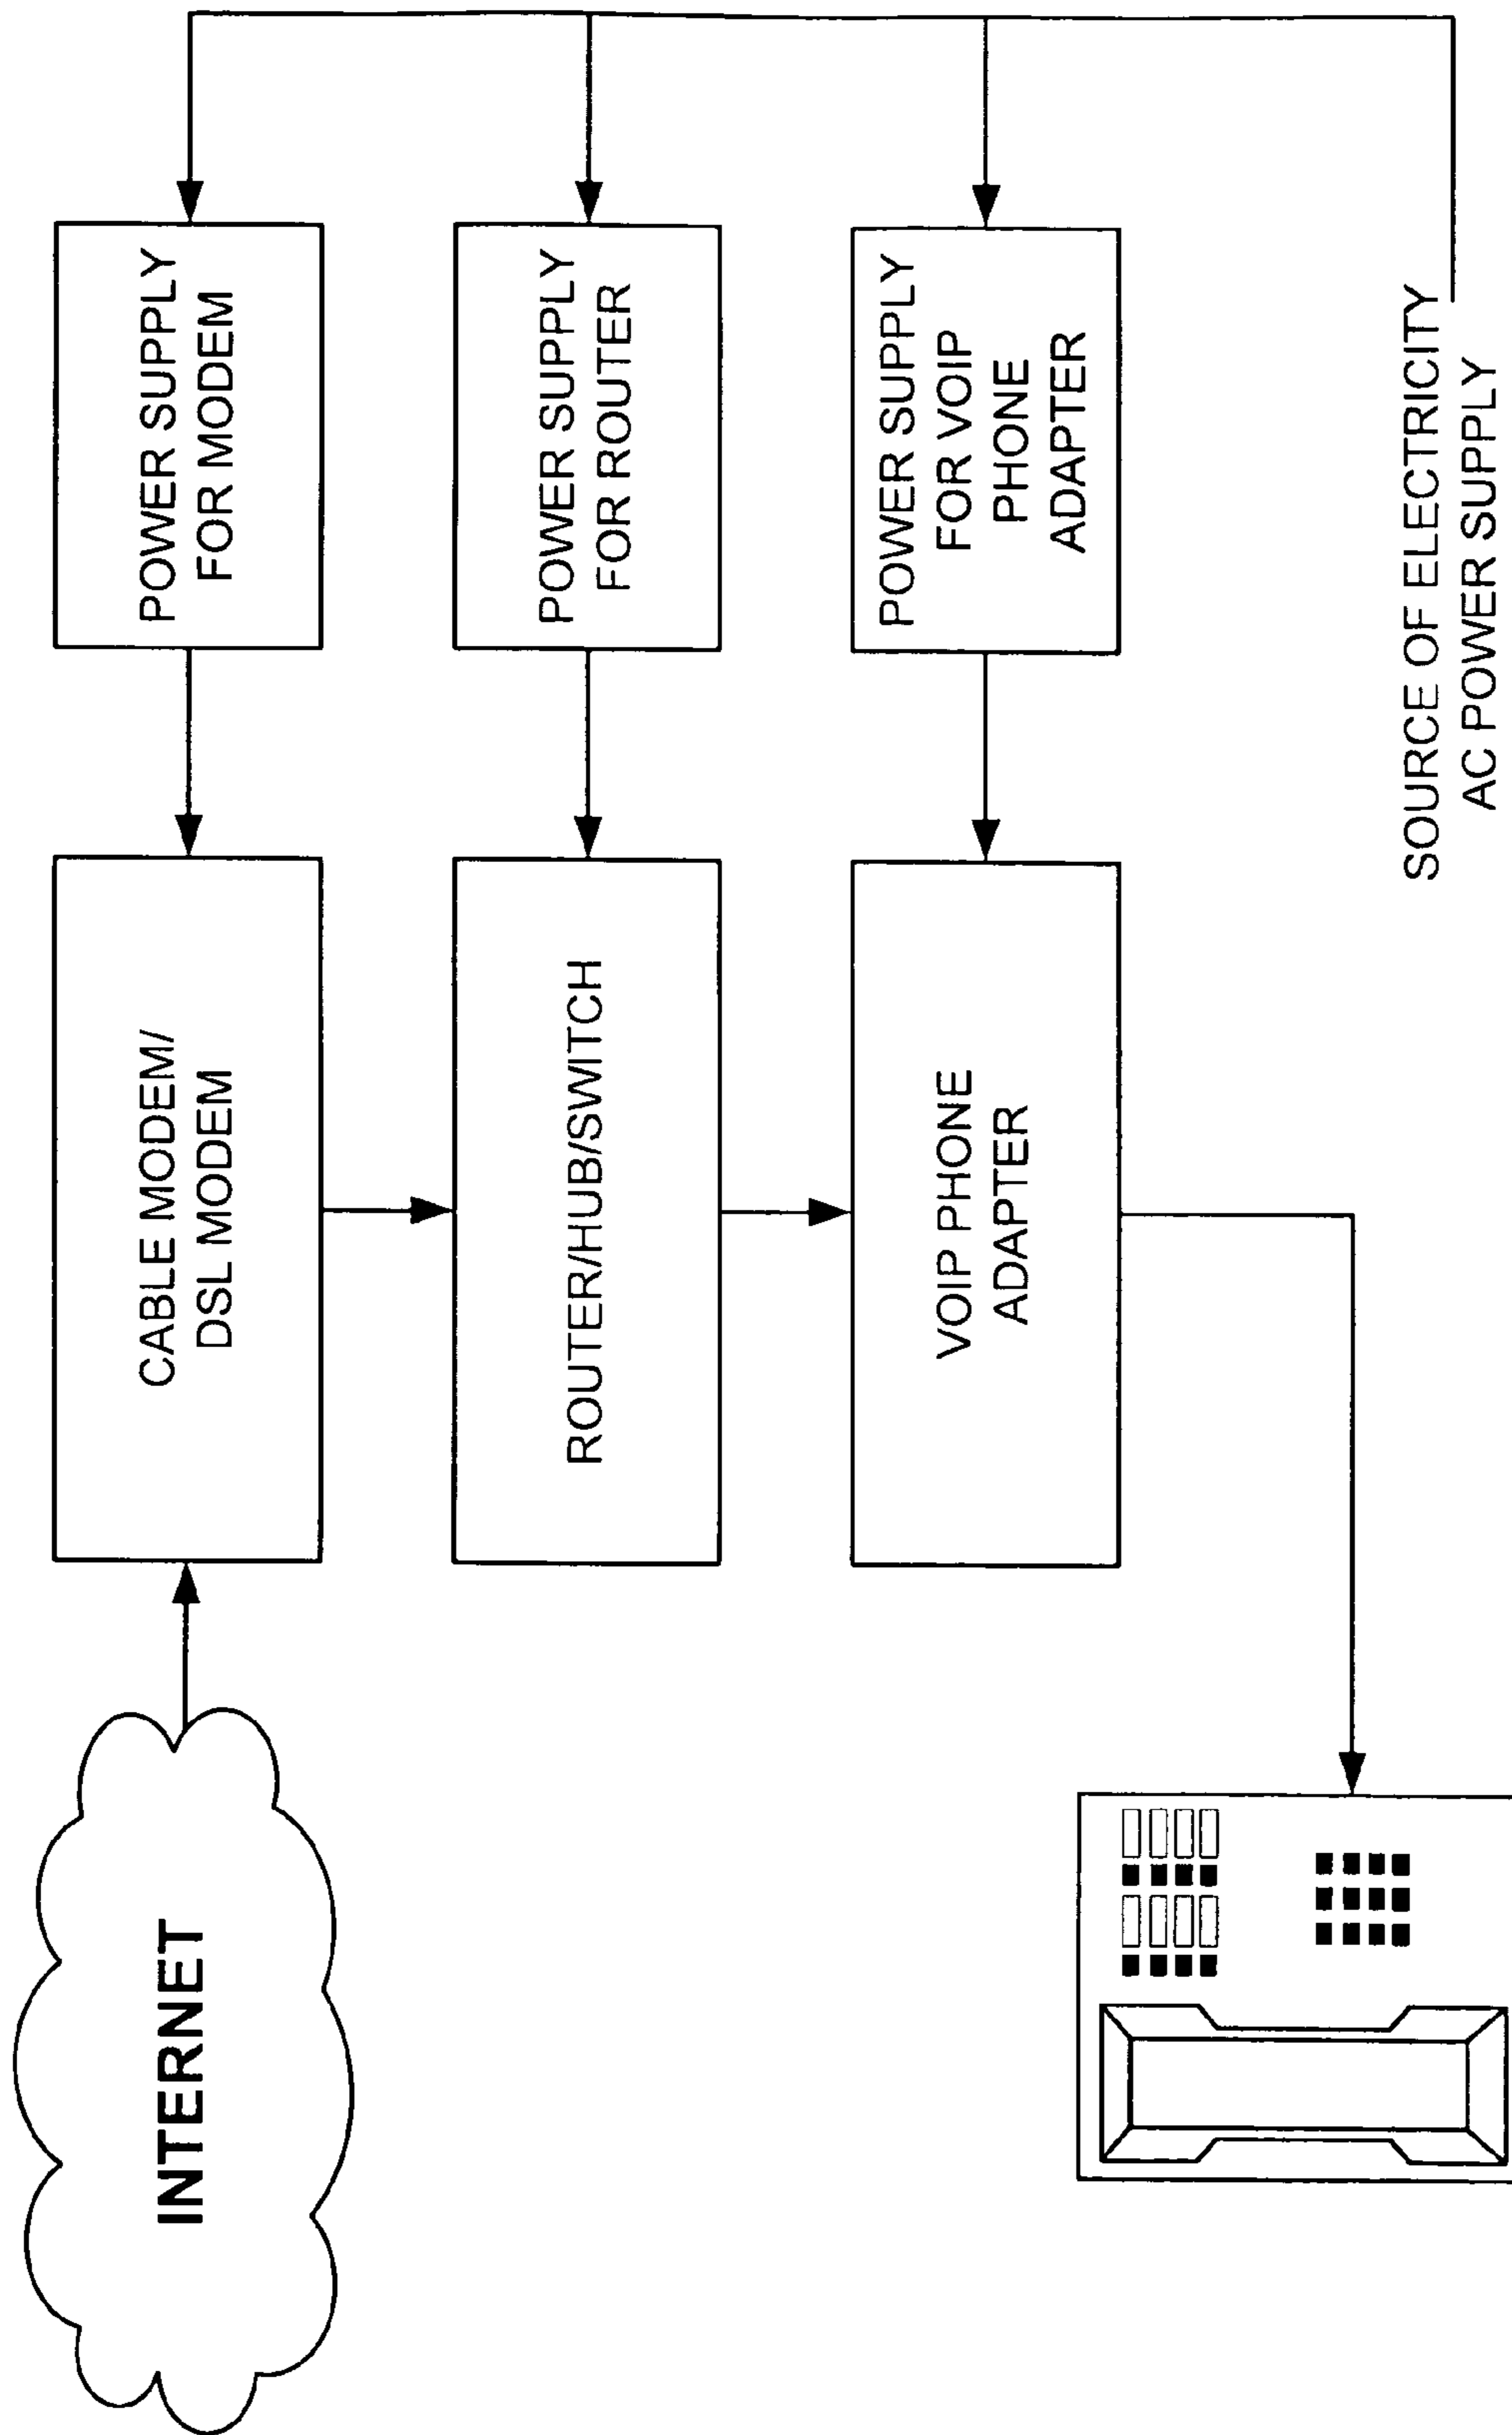 INTERNET
CABLE MODEM/
DSL MODEM
POWER SUPPLY
FOR MODEM
ROUTER/HUB/SWITCH
POWER SUPPLY
FOR ROUTER
VOIP PHONE
ADAPTER
POWER SUPPLY
FOR VOIP
PHONE
ADAPTER
SOURCE OF ELECTRICITY
AC POWER SUPPLY